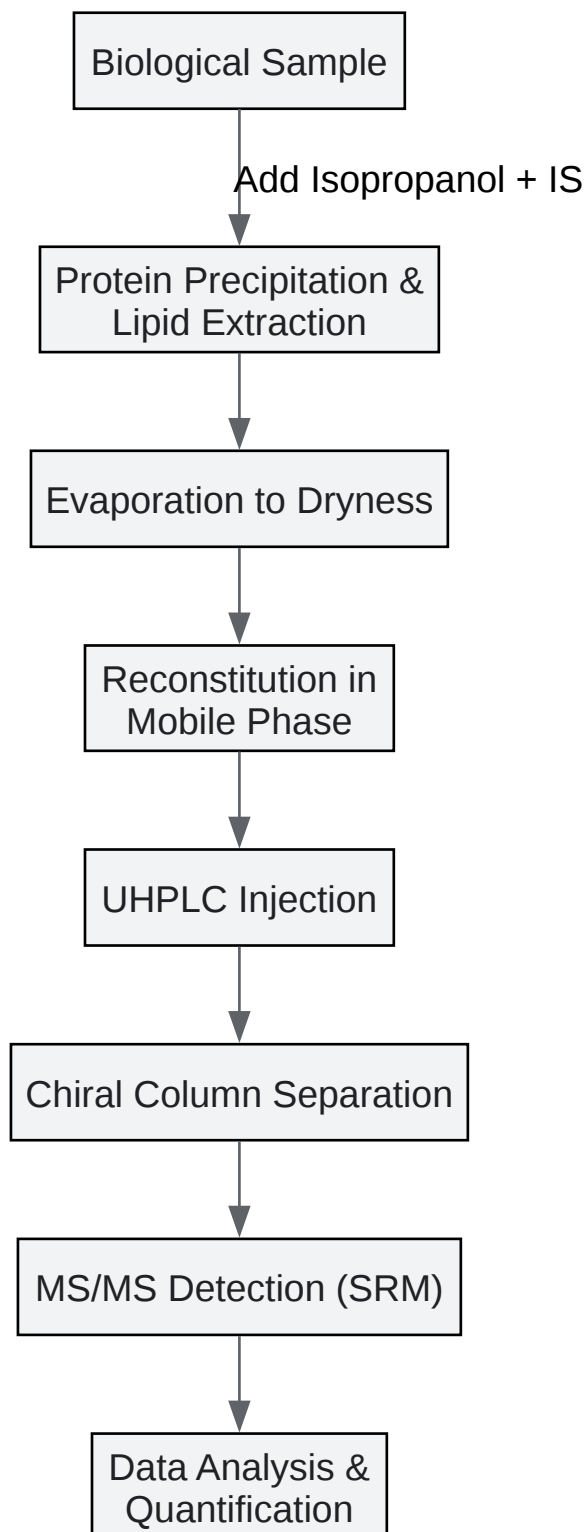 Biological Sample
Add Isopropanol + IS
Protein Precipitation &
Lipid Extraction
Evaporation to Dryness
Reconstitution in
Mobile Phase
UHPLC Injection
Chiral Column Separation
MS/MS Detection (SRM)
Data Analysis &
Quantification